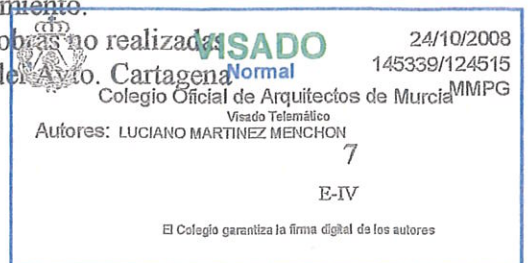 miento.
obras no realizadas
del Ayto. Cartagena
VISADO
Normal
24/10/2008
145339/124515
MMPG
Colegio Oficial de Arquitectos de Murcia
Visado Telemático
Autores: LUCIANO MARTINEZ MENCHON
7
E-IV
El Colegio garantiza la firma digital de los autores